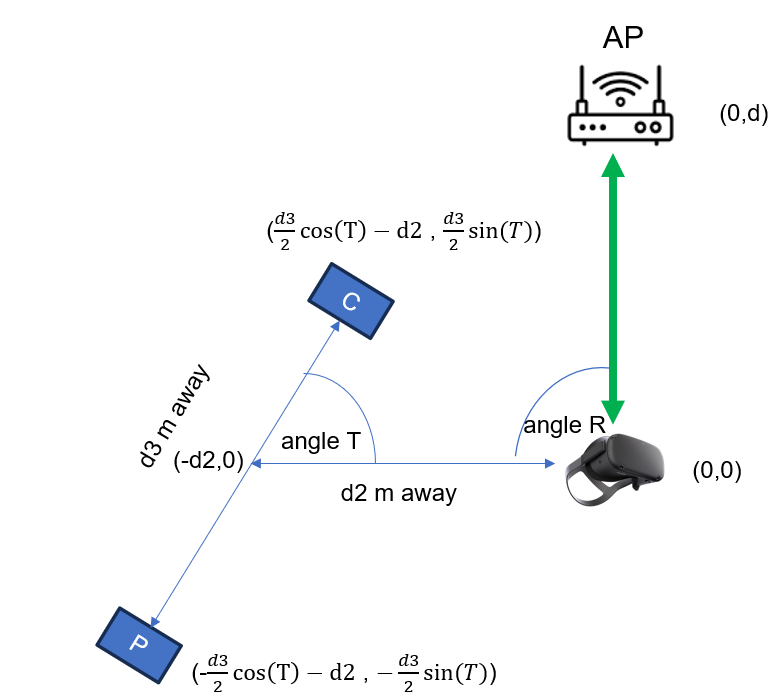 AP
(0,d)
(d3/2 cos(T) − d2 , d3/2 sin(T))
C
d3 m away
angle T
angle R
(-d2,0)
(0,0)
d2 m away
P
(-d3/2 cos(T) − d2 , − d3/2 sin(T))